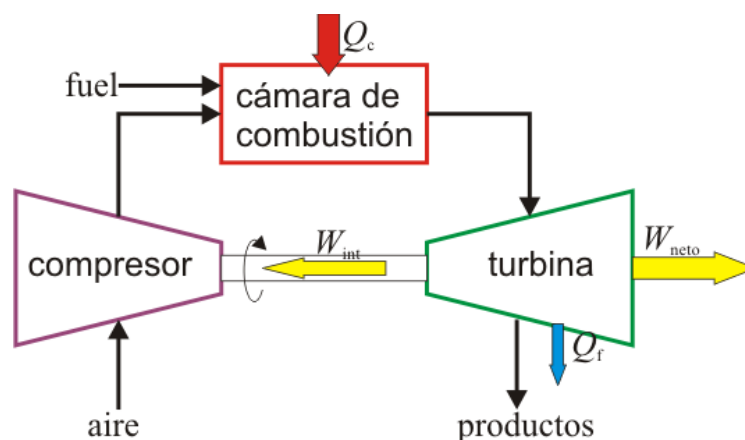 Qc
fuel
cámara de
combustión
compresor
Wint
turbina
Wneto
Qf
aire
productos